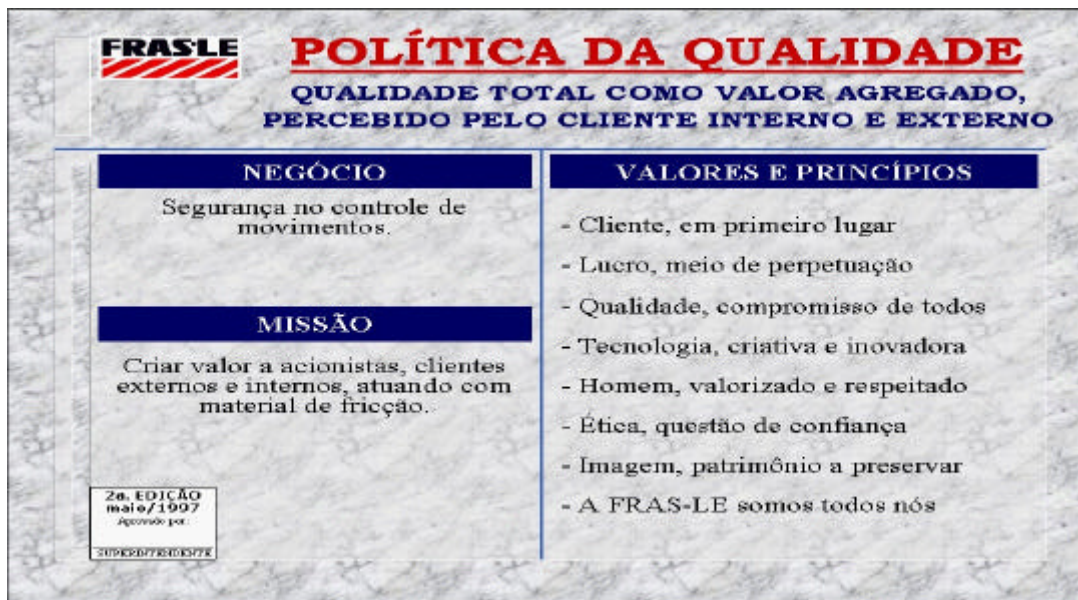 FRAS-LE
POLÍTICA DA QUALIDADE
QUALIDADE TOTAL COMO VALOR AGREGADO,
PERCEBIDO PELO CLIENTE INTERNO E EXTERNO
NEGÓCIO
Segurança no controle de
movimentos.
MISSÃO
Criar valor a acionistas, clientes
externos e internos, atuando com
material de fricção.
2a. EDIÇÃO
maio/1997
Aprovado por:
SUPERINTENDENTE
VALORES E PRINCÍPIOS
- Cliente, em primeiro lugar
- Lucro, meio de perpetuação
- Qualidade, compromisso de todos
- Tecnologia, criativa e inovadora
- Homem, valorizado e respeitado
- Ética, questão de confiança
- Imagem, patrimônio a preservar
- A FRAS-LE somos todos nós